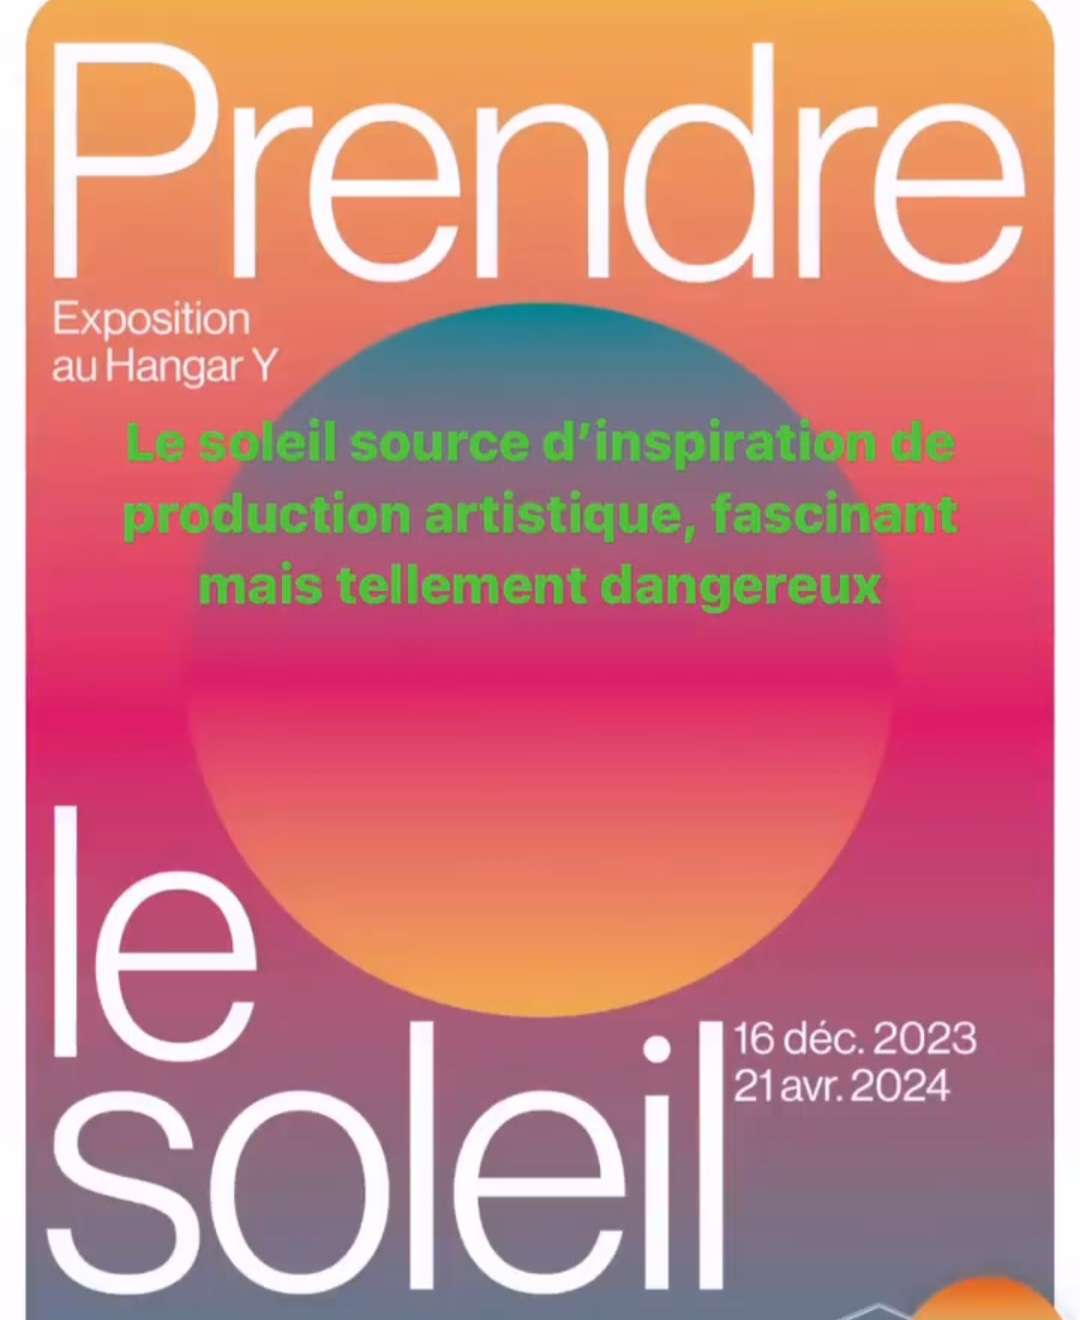 Prendre
Exposition
au Hangar Y
Le soleil source d'inspiration de
production artistique, fascinant
mais tellement dangereux
le
soleil
16 déc. 2023
21 avr. 2024